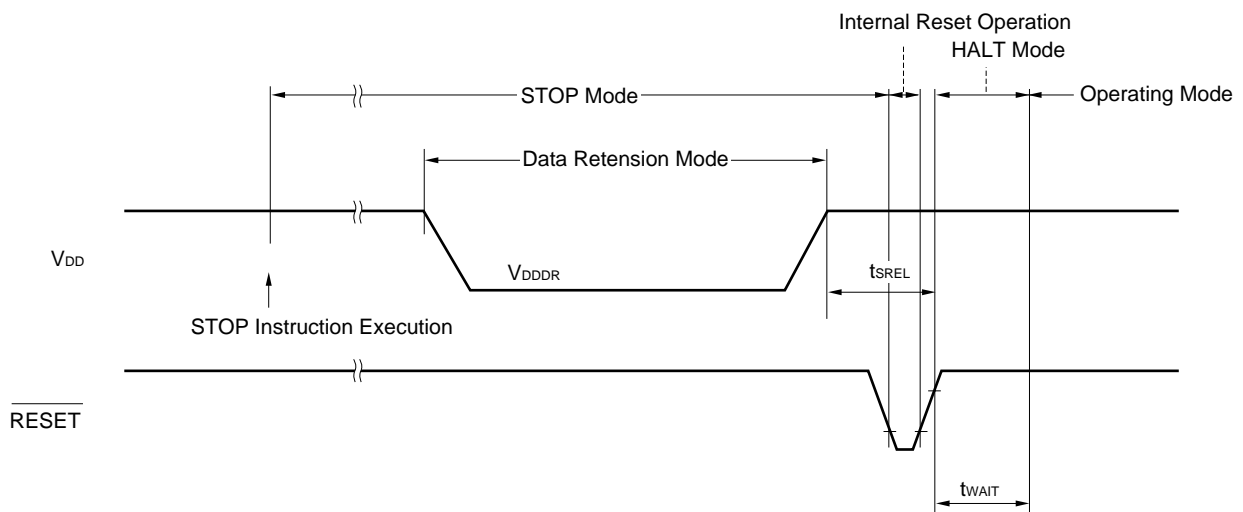 Internal Reset Operation
HALT Mode
STOP Mode
Operating Mode
Data Retension Mode
VDD
VDDDR
tSREL
STOP Instruction Execution
RESET
tWAIT